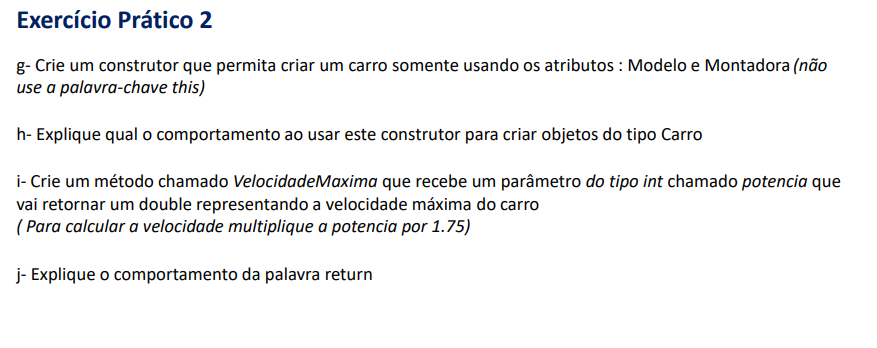 Exercício Prático 2
g- Crie um construtor que permita criar um carro somente usando os atributos : Modelo e Montadora (não
use a palavra-chave this)
h- Explique qual o comportamento ao usar este construtor para criar objetos do tipo Carro
i- Crie um método chamado VelocidadeMaxima que recebe um parâmetro do tipo int chamado potencia que
vai retornar um double representando a velocidade máxima do carro
( Para calcular a velocidade multiplique a potencia por 1.75)
j- Explique o comportamento da palavra return